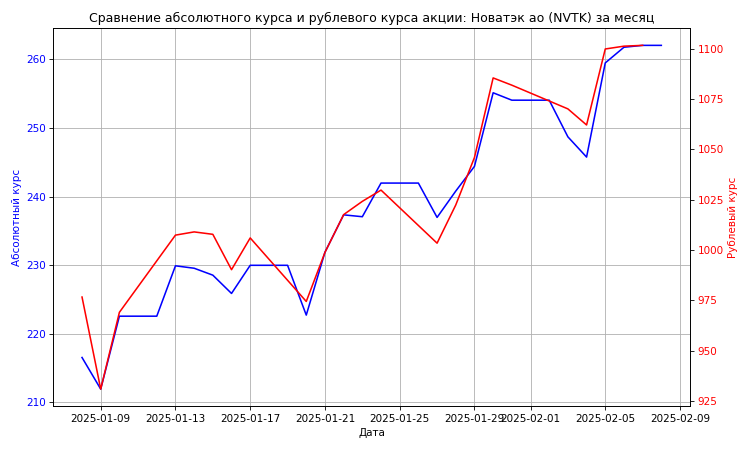 Сравнение абсолютного курса и рублевого курса акции: Новатэк ао (NVTK) за месяц
260
250
240
230
220
210
1100
1075
1050
1025
1000
975
950
925
Абсолютный курс
Рублевый курс
2025-01-09 2025-01-13 2025-01-17 2025-01-21 2025-01-25 2025-01-29 2025-02-01 2025-02-05 2025-02-09
Дата